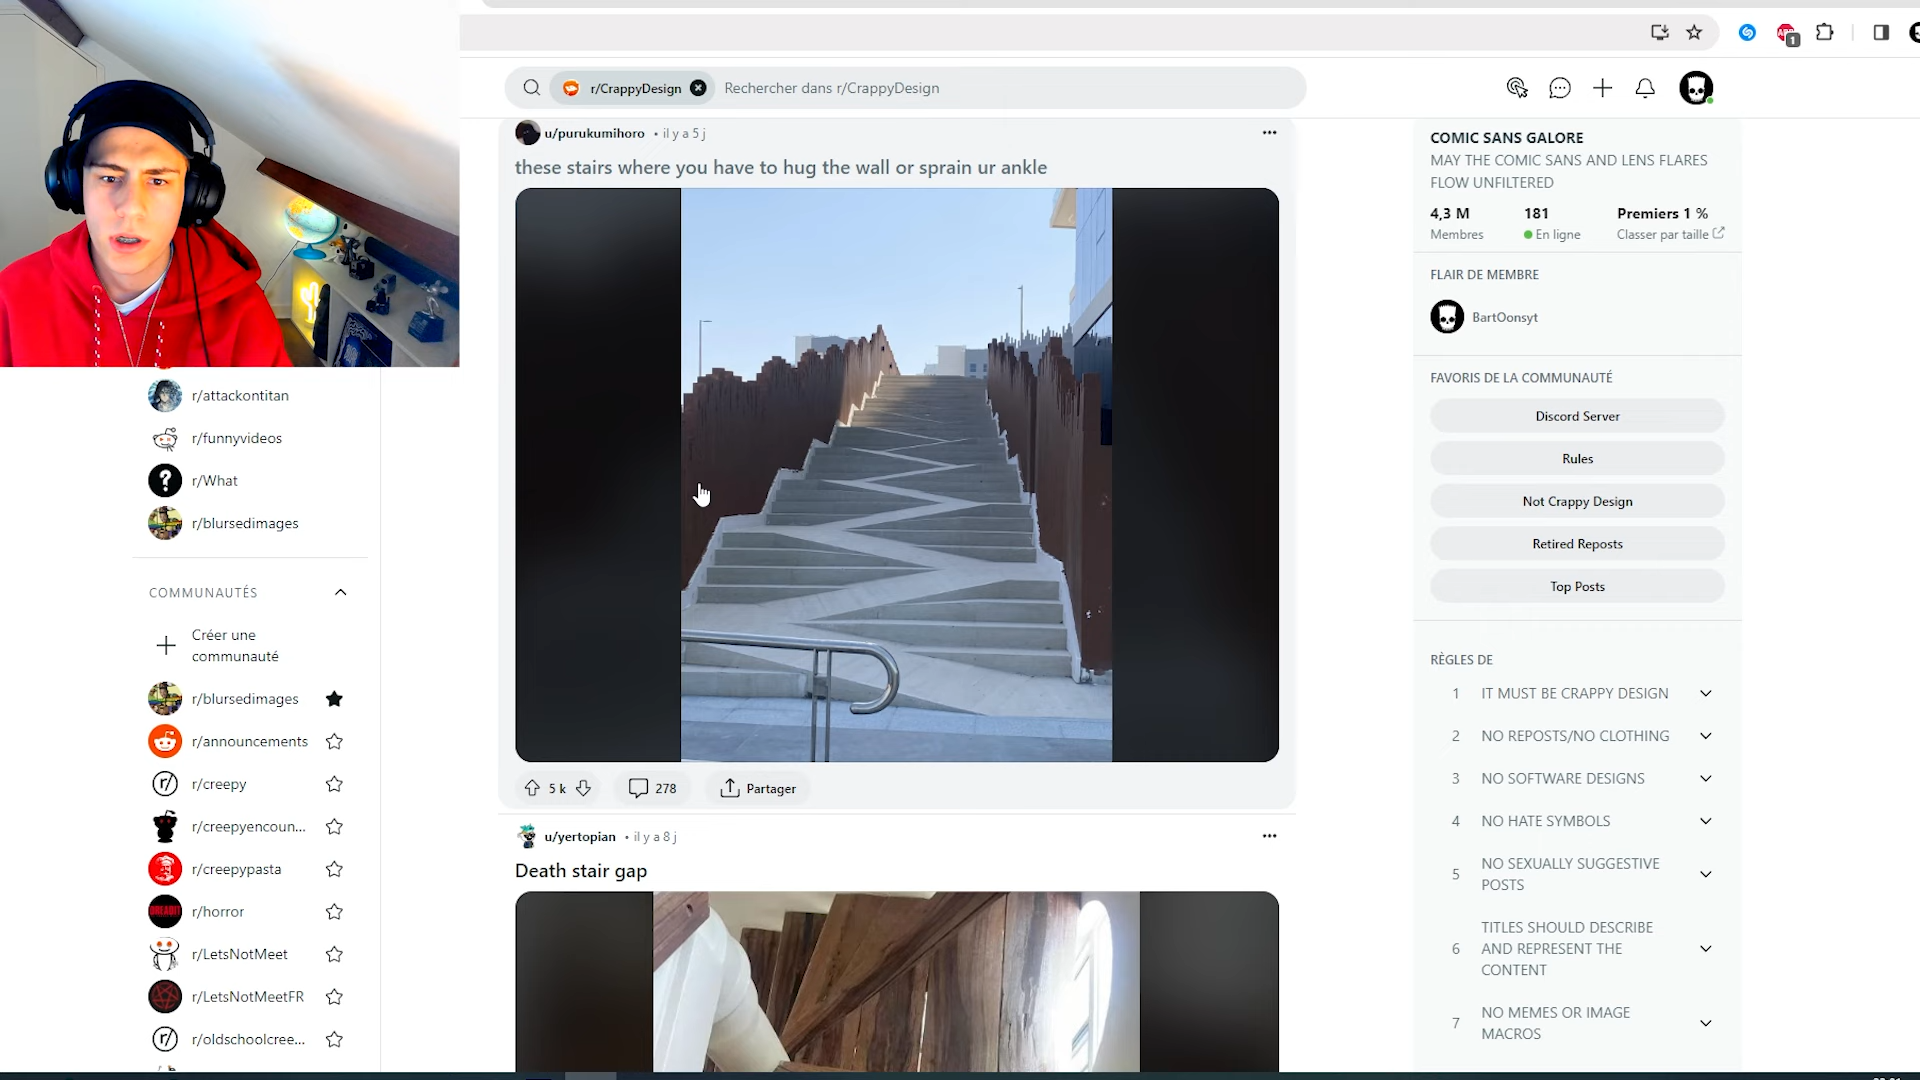 1
r/CrappyDesign
Rechercher dans r/CrappyDesign
u/purukumihoro • il y a 5 j
these stairs where you have to hug the wall or sprain ur ankle
5 k
278
Partager
u/yertopian • il y a 8 j
Death stair gap
r/attackontitan
r/funnyvideos
r/What
r/blursedimages
COMMUNAUTÉS
Créer une
communauté
r/blursedimages
r/announcements
r/creepy
r/creepyencoun...
r/creepypasta
r/horror
r/LetsNotMeet
r/LetsNotMeetFR
r/oldschoolcree...
COMIC SANS GALORE
MAY THE COMIC SANS AND LENS FLARES
FLOW UNFILTERED
4,3 M 181 Premiers 1 %
Membres En ligne Classer par taille
FLAIR DE MEMBRE
BartOonsyt
FAVORIS DE LA COMMUNAUTÉ
Discord Server
Rules
Not Crappy Design
Retired Reposts
Top Posts
RÈGLES DE
1 IT MUST BE CRAPPY DESIGN
2 NO REPOSTS/NO CLOTHING
3 NO SOFTWARE DESIGNS
4 NO HATE SYMBOLS
5 NO SEXUALLY SUGGESTIVE
POSTS
6 TITLES SHOULD DESCRIBE
AND REPRESENT THE
CONTENT
7 NO MEMES OR IMAGE
MACROS